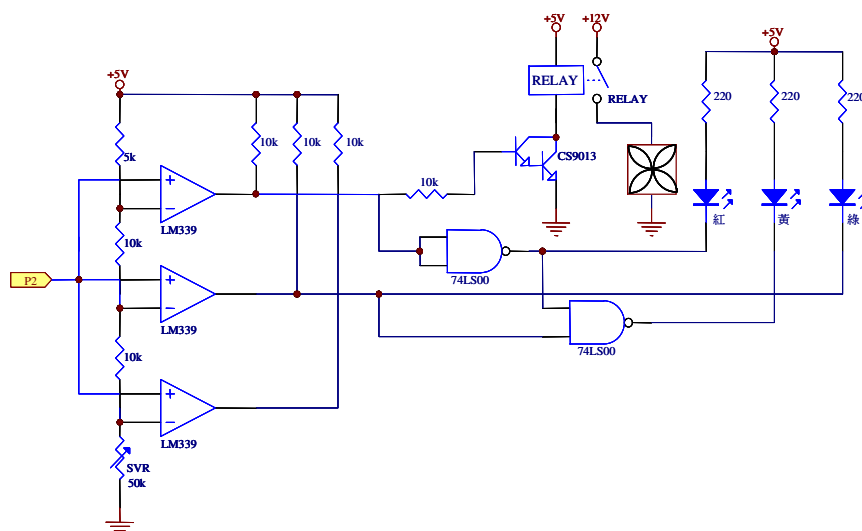 +5V
+12V
+5V
RELAY
RELAY
+5V
220
220
220
5k
10k
10k
10k
CS9013
10k
LM339
紅
黃
綠
10k
74LS00
P2
LM339
74LS00
10k
LM339
SVR
50k